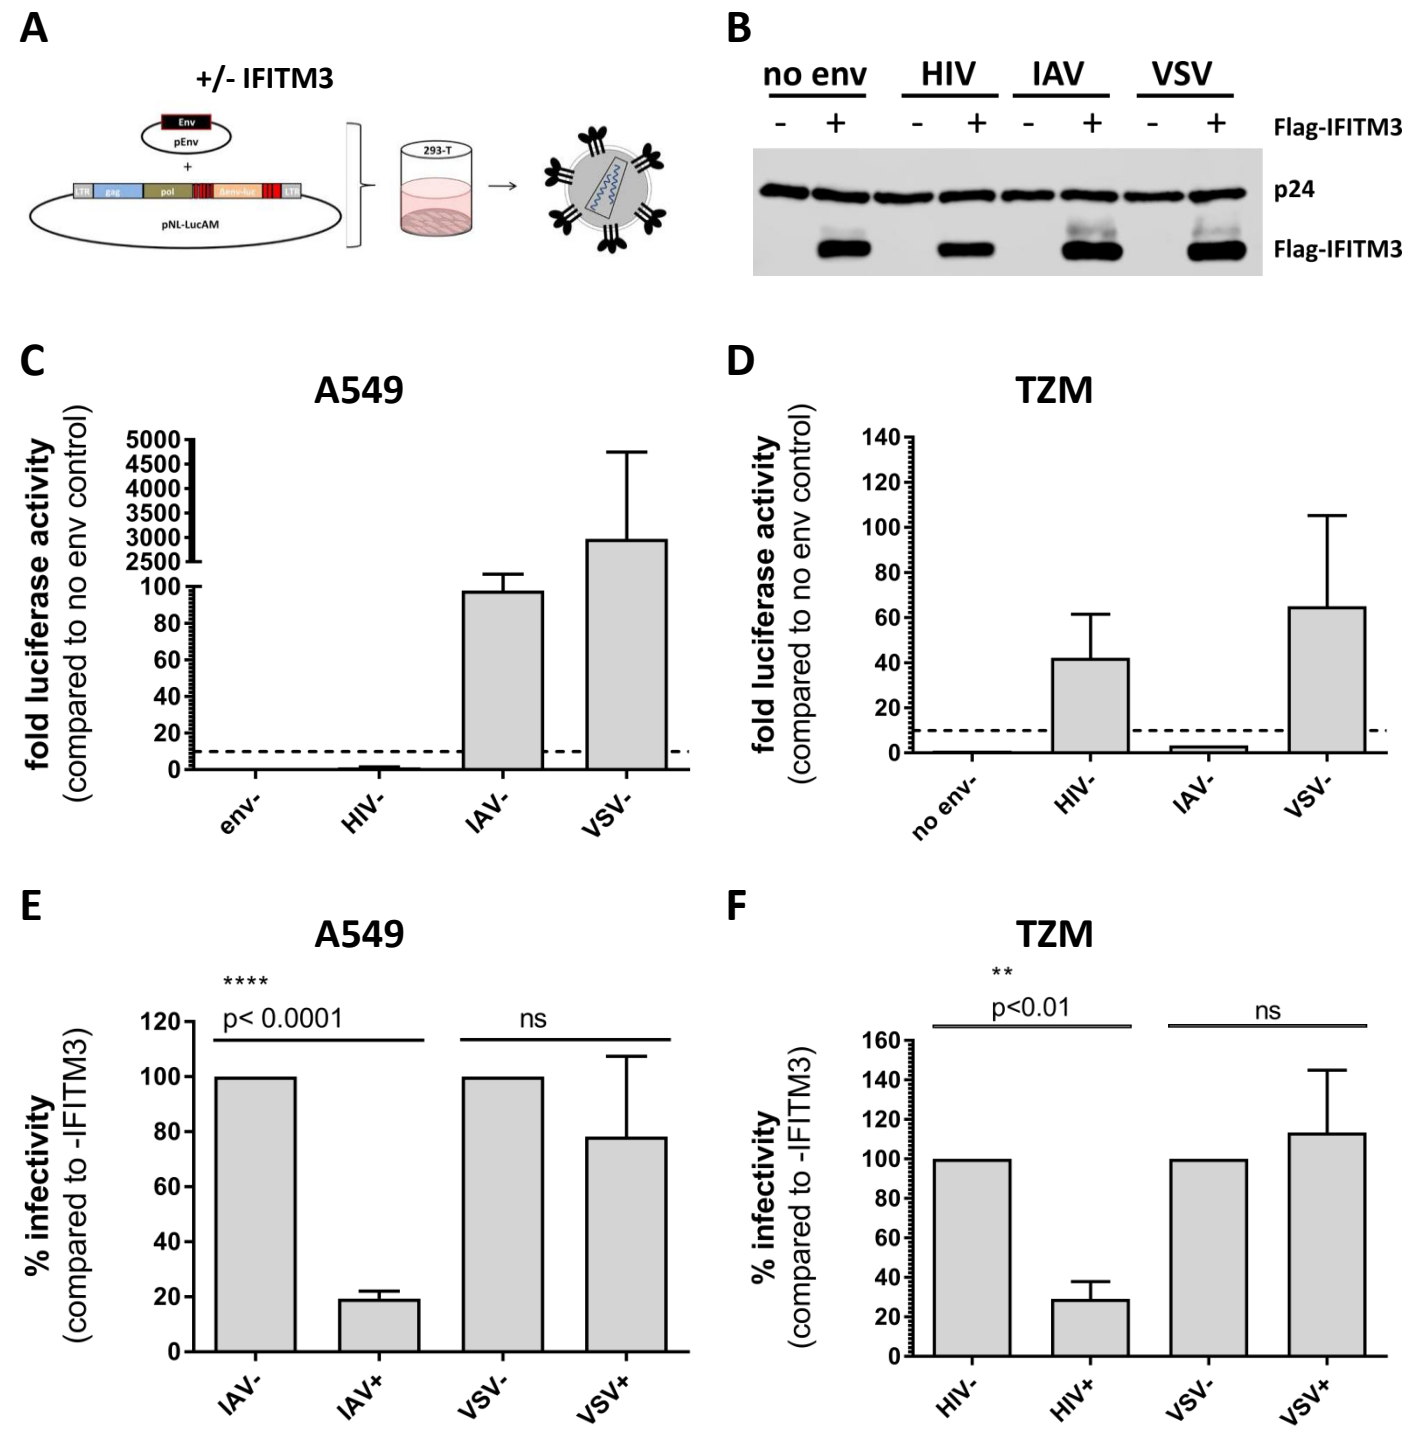 A
+/- IFITM3
Env
pEnv
+
LTR gag pol Δenv-luc LTR
pNL-LucAM
293-T
B
no env HIV IAV VSV
- + - + - + - + Flag-IFITM3
p24
Flag-IFITM3
C
A549
fold luciferase activity
(compared to no env control)
5000
4500
4000
3500
3000
2500
100
80
60
40
20
0
env- HIV- IAV- VSV-
D
TZM
fold luciferase activity
(compared to no env control)
140
120
100
80
60
40
20
0
no env- HIV- IAV- VSV-
E
A549
****
p< 0.0001 ns
% infectivity
(compared to -IFITM3)
120
100
80
60
40
20
0
IAV- IAV+ VSV- VSV+
F
TZM
**
p<0.01 ns
% infectivity
(compared to -IFITM3)
160
140
120
100
80
60
40
20
0
HIV- HIV+ VSV- VSV+